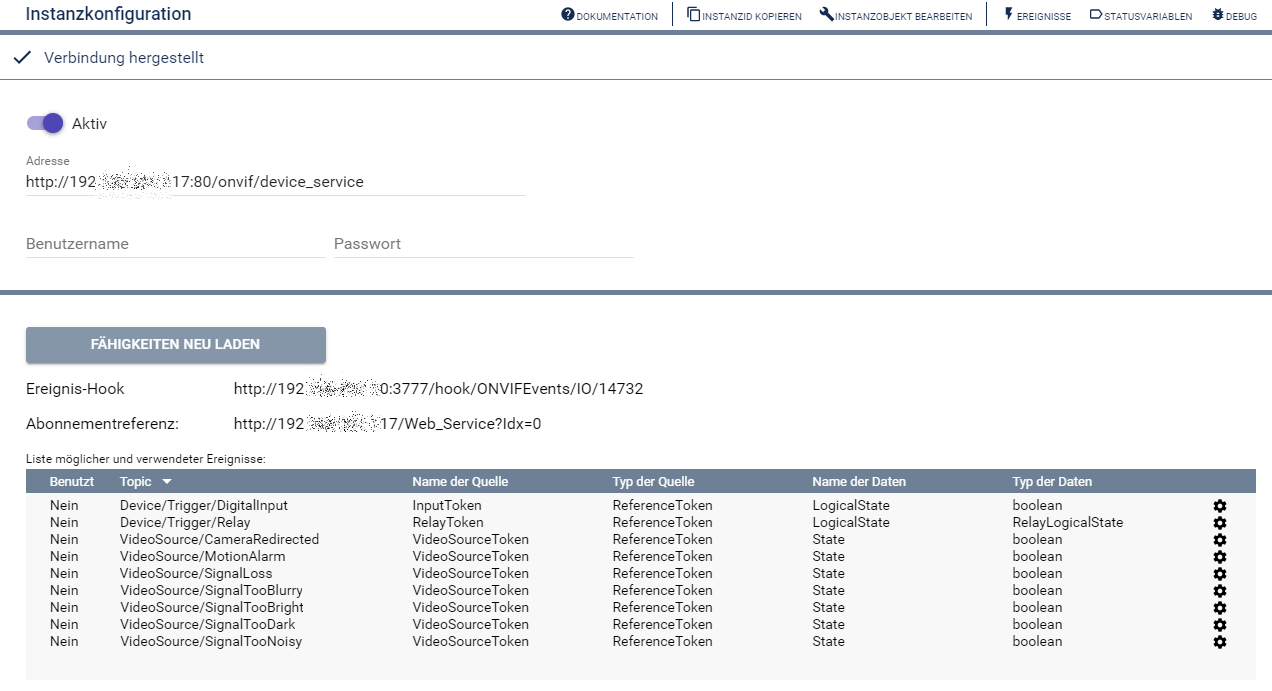 Instanzkonfiguration DOKUMENTATION INSTANZID KOPIEREN INSTANZOBJEKT BEARBEITEN EREIGNISSE STATUSVARIABLEN DEBUG
Verbindung hergestellt
Aktiv
Adresse
http://192 17:80/onvif/device_service
Benutzername Passwort
FÄHIGKEITEN NEU LADEN
Ereignis-Hook http://192 0:3777/hook/ONVIFEvents/IO/14732
Abonnementreferenz: http://192 17/Web_Service?Idx=0
Liste möglicher und verwendeter Ereignisse:
Benutzt Topic Name der Quelle Typ der Quelle Name der Daten Typ der Daten
Nein Device/Trigger/DigitalInput InputToken ReferenceToken LogicalState boolean
Nein Device/Trigger/Relay RelayToken ReferenceToken LogicalState RelayLogicalState
Nein VideoSource/CameraRedirected VideoSourceToken ReferenceToken State boolean
Nein VideoSource/MotionAlarm VideoSourceToken ReferenceToken State boolean
Nein VideoSource/SignalLoss VideoSourceToken ReferenceToken State boolean
Nein VideoSource/SignalTooBlurry VideoSourceToken ReferenceToken State boolean
Nein VideoSource/SignalTooBright VideoSourceToken ReferenceToken State boolean
Nein VideoSource/SignalTooDark VideoSourceToken ReferenceToken State boolean
Nein VideoSource/SignalTooNoisy VideoSourceToken ReferenceToken State boolean